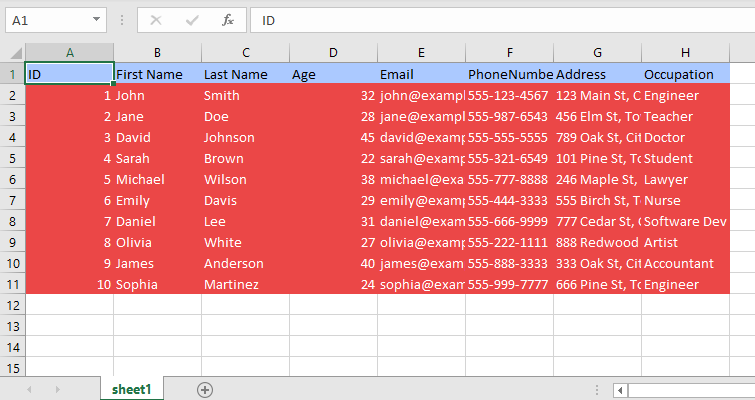 A1 fx ID
A B C D E F G H
1 ID First Name Last Name Age Email PhoneNumbe Address Occupation
2 1 John Smith 32 john@exampl 555-123-4567 123 Main St, C Engineer
3 2 Jane Doe 28 jane@exampl 555-987-6543 456 Elm St, To Teacher
4 3 David Johnson 45 david@examp 555-555-5555 789 Oak St, Cit Doctor
5 4 Sarah Brown 22 sarah@examp 555-321-6549 101 Pine St, To Student
6 5 Michael Wilson 38 michael@exa 555-777-8888 246 Maple St, Lawyer
7 6 Emily Davis 29 emily@examp 555-444-3333 555 Birch St, T Nurse
8 7 Daniel Lee 31 daniel@exam 555-666-9999 777 Cedar St, C Software Dev
9 8 Olivia White 27 olivia@examp 555-222-1111 888 Redwood Artist
10 9 James Anderson 40 james@exam 555-888-3333 333 Oak St, Cit Accountant
11 10 Sophia Martinez 24 sophia@exam 555-999-7777 666 Pine St, To Engineer
12
13
14
15
sheet1